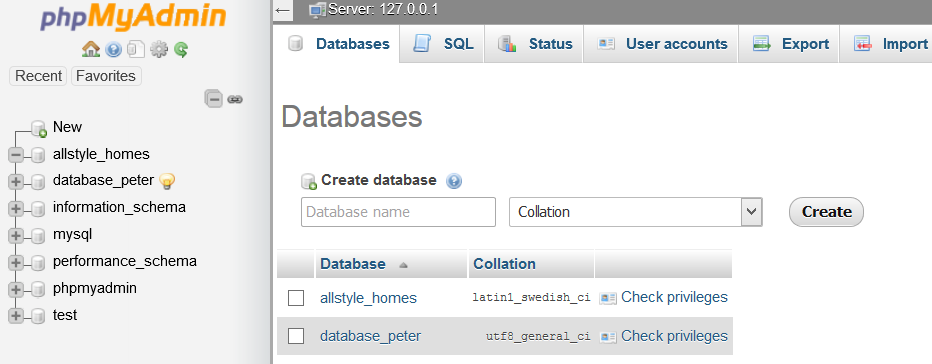 phpMyAdmin
Recent Favorites
New
allstyle_homes
database_peter
information_schema
mysql
performance_schema
phpmyadmin
test
Server: 127.0.0.1
Databases SQL Status User accounts Export Import
Databases
Create database
Database name Collation Create
Database Collation
allstyle_homes latin1_swedish_ci Check privileges
database_peter utf8_general_ci Check privileges